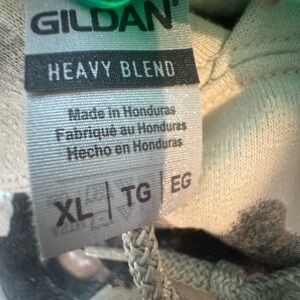 GILDAN®
HEAVY BLEND
Made in Honduras
Fabriqué au Honduras
Hecho en Honduras
XL | TG | EG